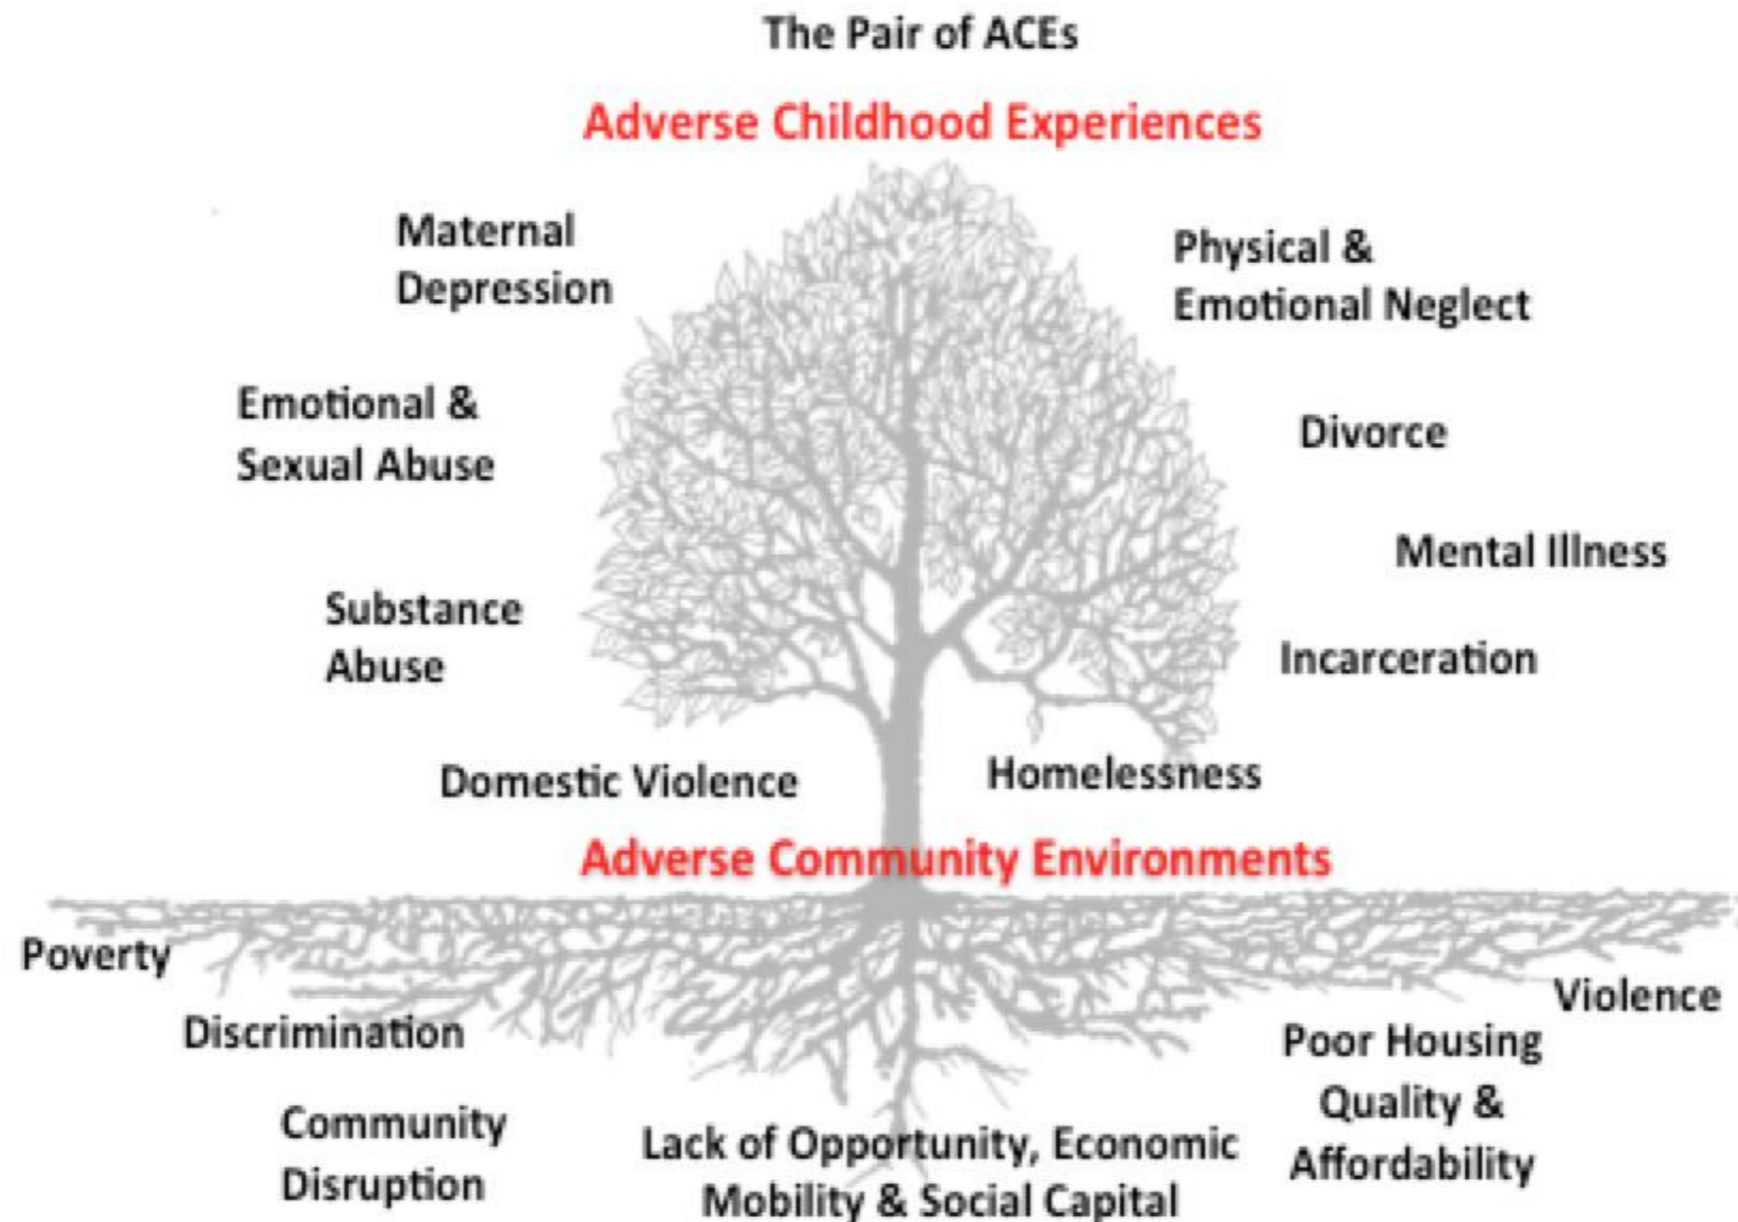 The Pair of ACEs
Adverse Childhood Experiences
Maternal
Depression
Physical &
Emotional Neglect
Emotional &
Sexual Abuse
Divorce
Mental Illness
Substance
Abuse
Incarceration
Domestic Violence
Homelessness
Adverse Community Environments
Poverty
Violence
Discrimination
Poor Housing
Quality &
Affordability
Community
Disruption
Lack of Opportunity, Economic
Mobility & Social Capital